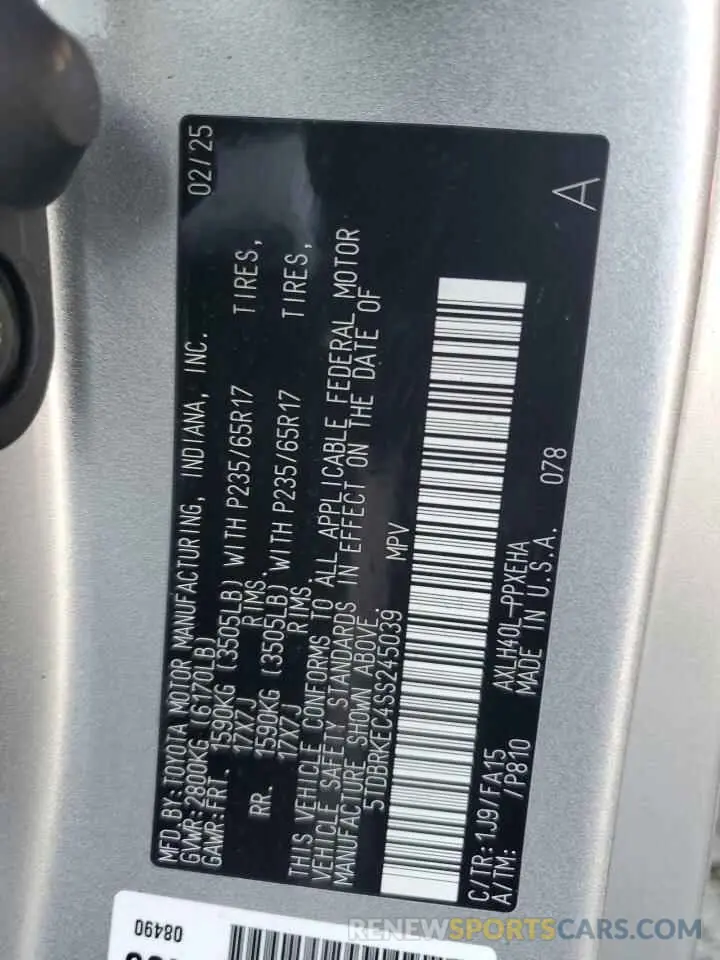 MFD.BY:TOYOTA MOTOR MANUFACTURING, INDIANA, INC. 02/25
GVWR:2800KG (6170LB)
GAWR:FRT. 1590KG (3505LB) WITH P235/65R17 TIRES,
17X7J RIMS.
RR. 1590KG (3505LB) WITH P235/65R17 TIRES,
17X7J RIMS.
THIS VEHICLE CONFORMS TO ALL APPLICABLE FEDERAL MOTOR
VEHICLE SAFETY STANDARDS IN EFFECT ON THE DATE OF
MANUFACTURE SHOWN ABOVE.
5TDBRKEC4SS245039 MPV
C/TR:1J9/FA15 AXLH40L-PPXEHA 078 A
A/TM: /P810 MADE IN U.S.A.
08490
RENEWSPORTSCARS.COM